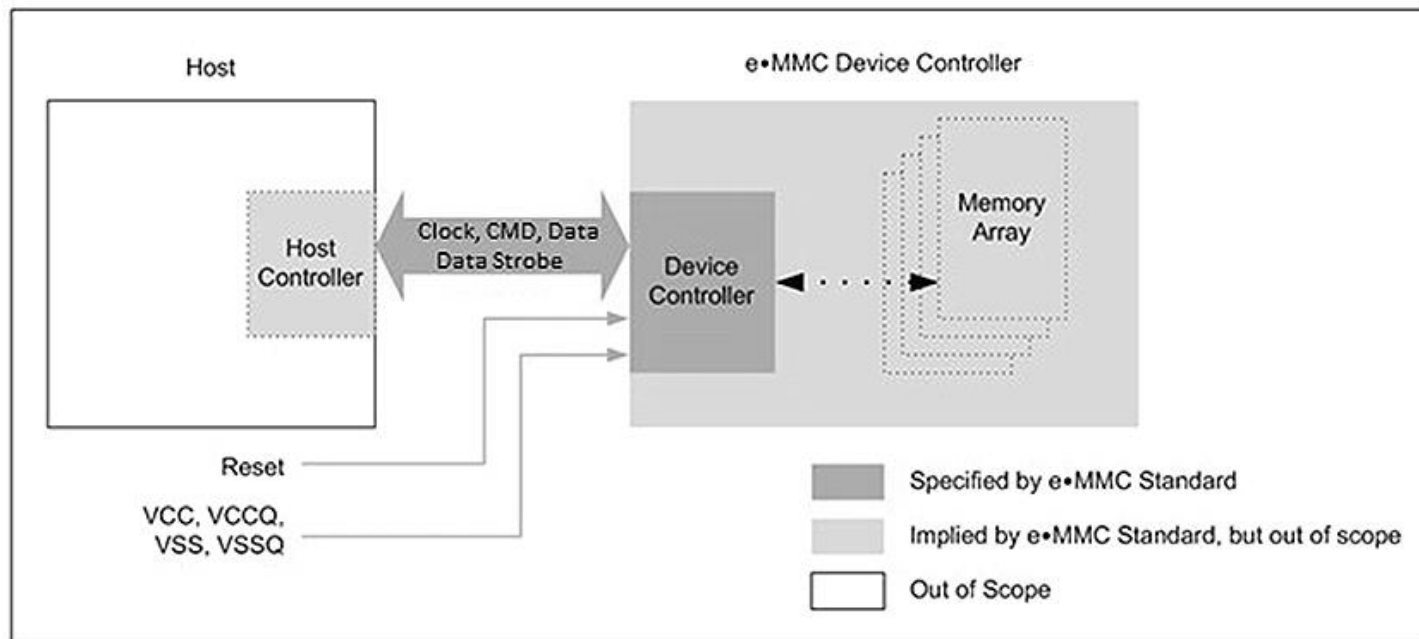 Host
e•MMC Device Controller
Host
Controller
Clock, CMD, Data
Data Strobe
Device
Controller
Memory
Array
Reset
VCC, VCCQ,
VSS, VSSQ
Specified by e•MMC Standard
Implied by e•MMC Standard, but out of scope
Out of Scope